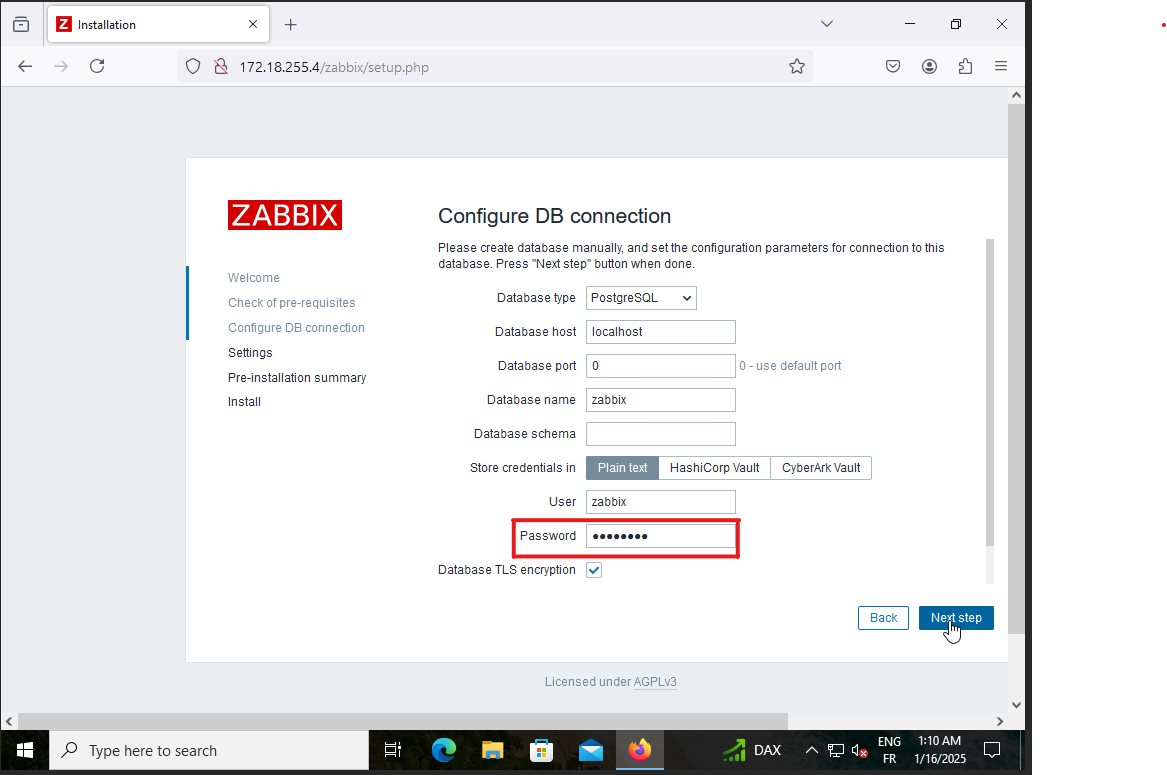 Z Installation
172.18.255.4/zabbix/setup.php
ZABBIX
Welcome
Check of pre-requisites
Configure DB connection
Settings
Pre-installation summary
Install
Configure DB connection
Please create database manually, and set the configuration parameters for connection to this
database. Press "Next step" button when done.
Database type PostgreSQL
Database host localhost
Database port 0 0 - use default port
Database name zabbix
Database schema
Store credentials in Plain text HashiCorp Vault CyberArk Vault
User zabbix
Password ●●●●●●●●
Database TLS encryption
Back Next step
Licensed under AGPLv3
Type here to search
DAX
ENG
FR
1:10 AM
1/16/2025